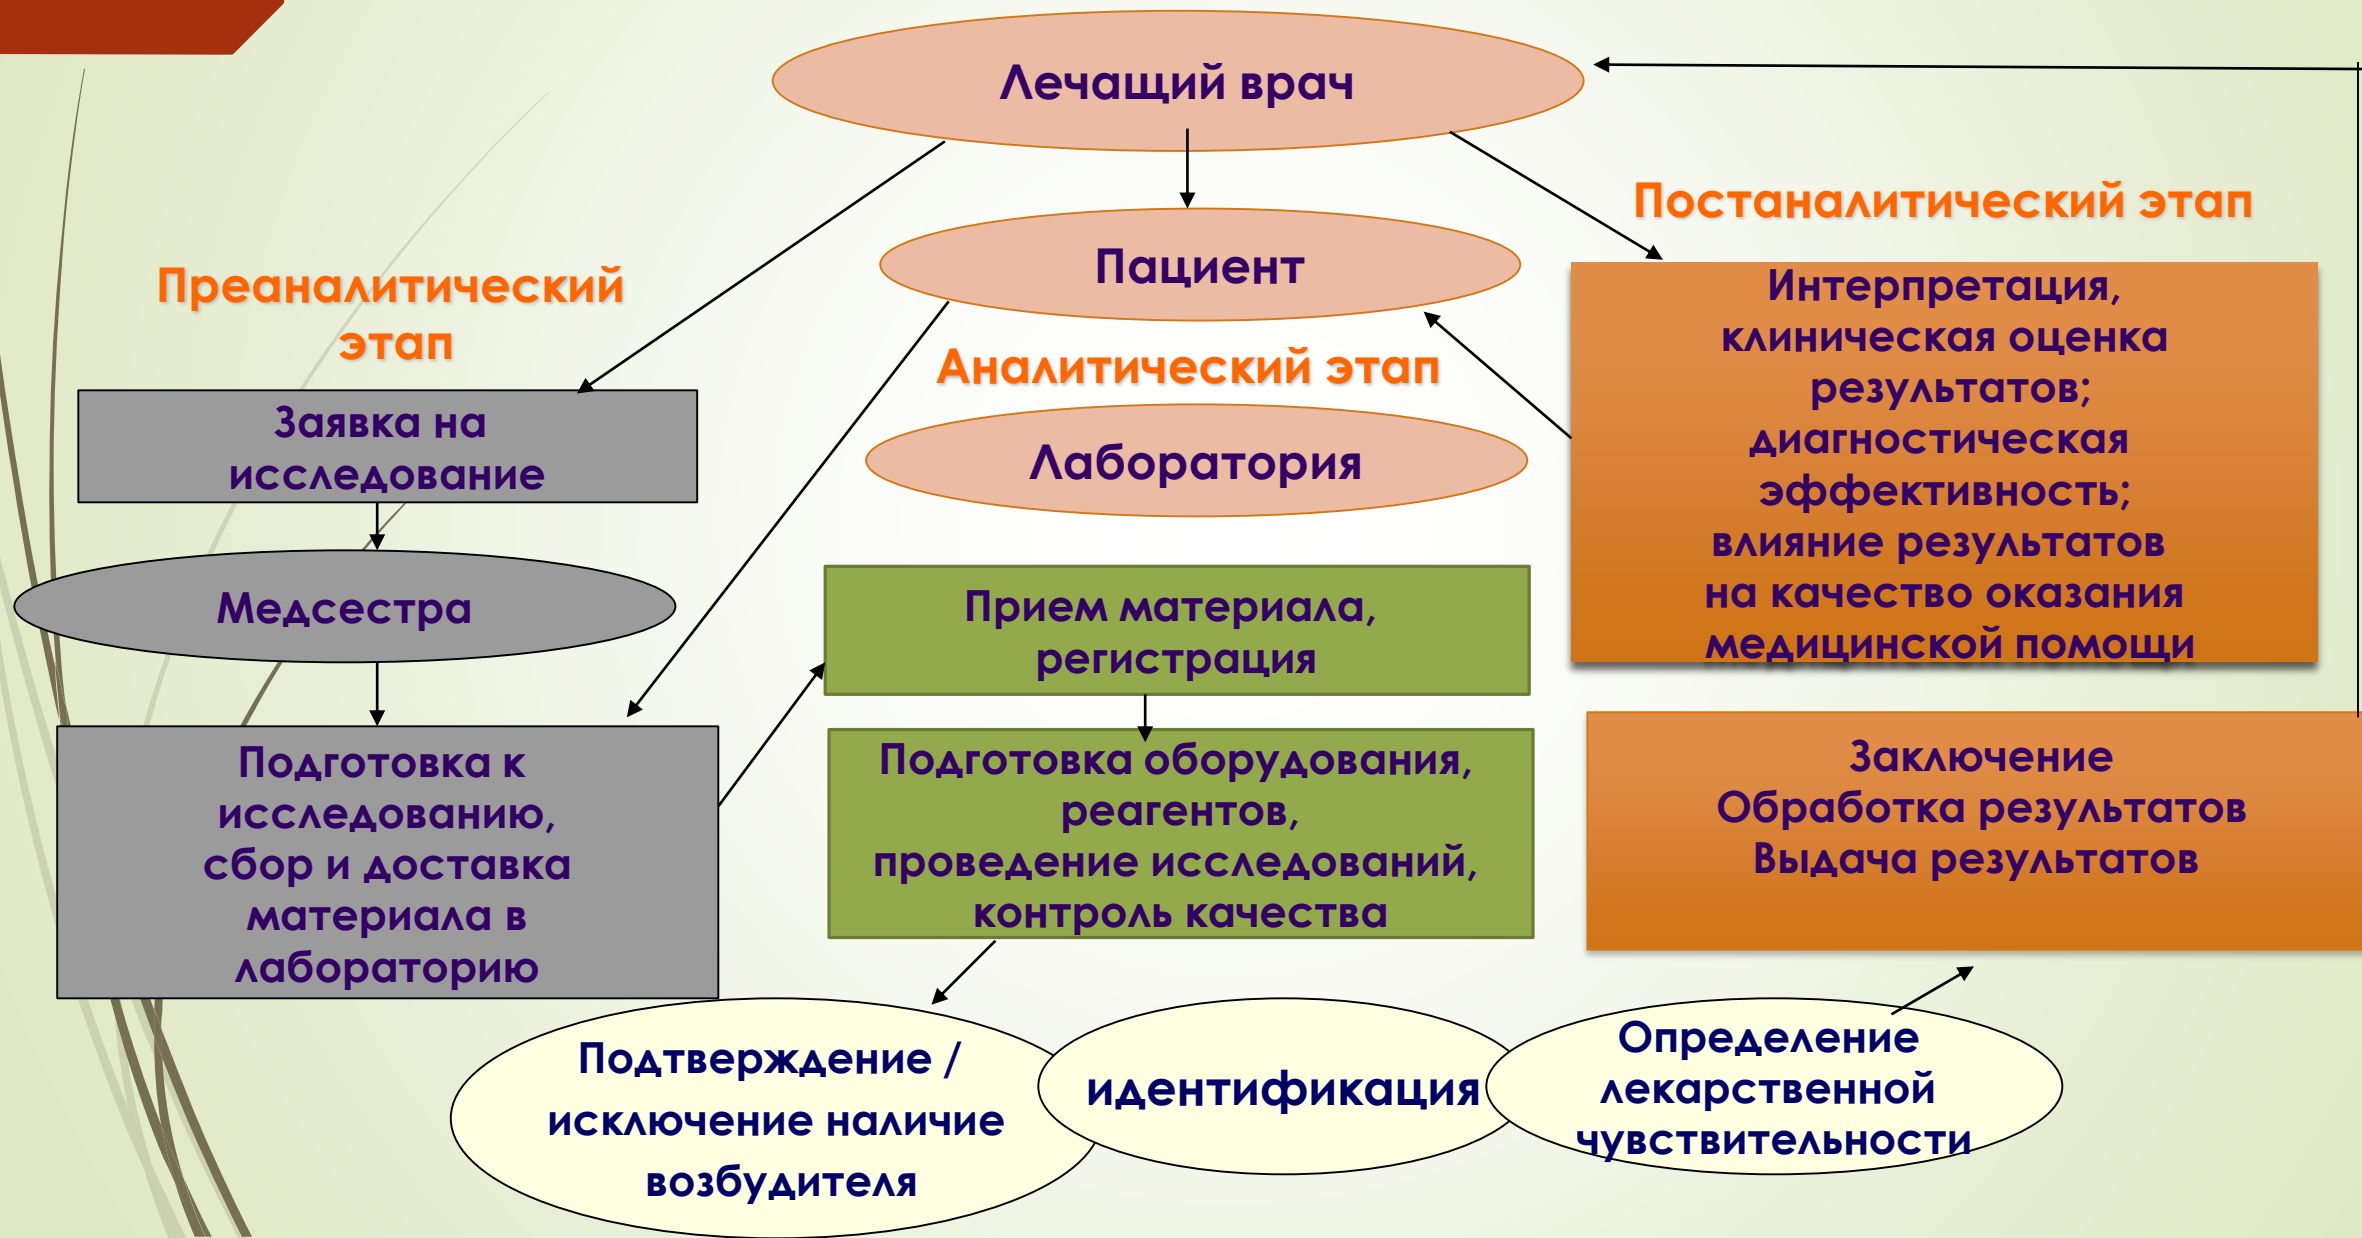 Лечащий врач
Пациент
Постаналитический этап
Преаналитический
этап
Аналитический этап
Лаборатория
Заявка на
исследование
Медсестра
Подготовка к
исследованию,
сбор и доставка
материала в
лабораторию
Прием материала,
регистрация
Подготовка оборудования,
реагентов,
проведение исследований,
контроль качества
Интерпретация,
клиническая оценка
результатов;
диагностическая
эффективность;
влияние результатов
на качество оказания
медицинской помощи
Заключение
Обработка результатов
Выдача результатов
Подтверждение /
исключение наличие
возбудителя
идентификация
Определение
лекарственной
чувствительности